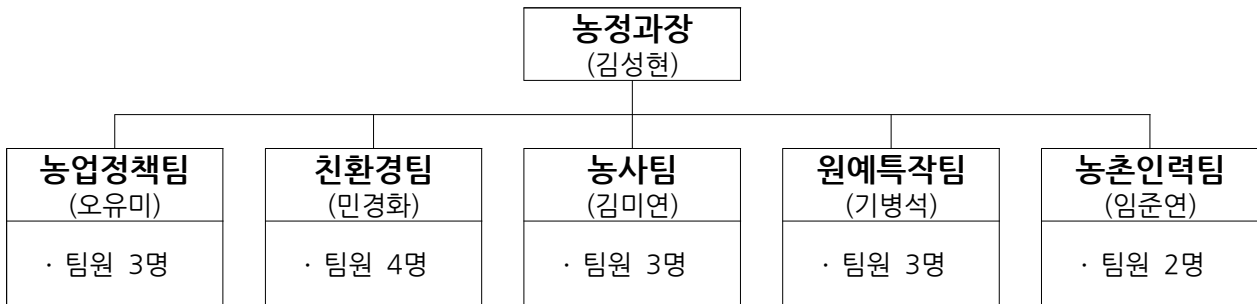 농정과장
(김성현)
농업정책팀
(오유미)
· 팀원 3명
친환경팀
(민경화)
· 팀원 4명
농사팀
(김미연)
· 팀원 3명
원예특작팀
(기병석)
· 팀원 3명
농촌인력팀
(임준연)
· 팀원 2명